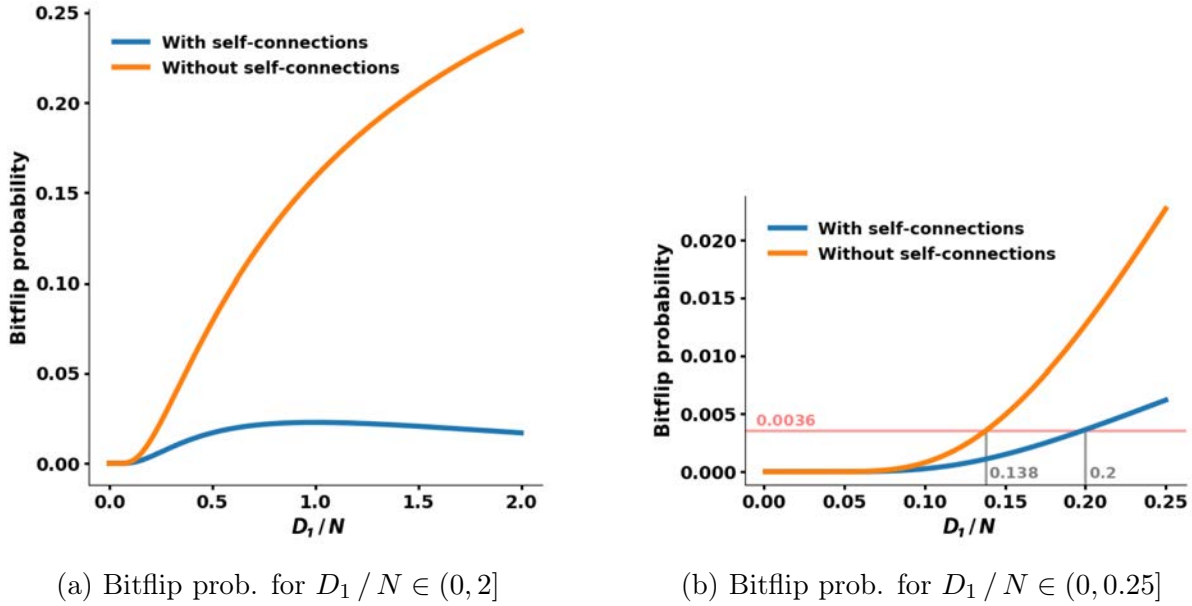 With self-connections
Without self-connections
Bitflip probability
0.25
0.20
0.15
0.10
0.05
0.00
0.0 0.5 1.0 1.5 2.0
D₁ / N
(a) Bitflip prob. for D₁ / N ∈ (0, 2]
With self-connections
Without self-connections
Bitflip probability
0.020
0.015
0.010
0.005
0.000
0.0036
0.138 0.2
0.00 0.05 0.10 0.15 0.20 0.25
D₁ / N
(b) Bitflip prob. for D₁ / N ∈ (0, 0.25]